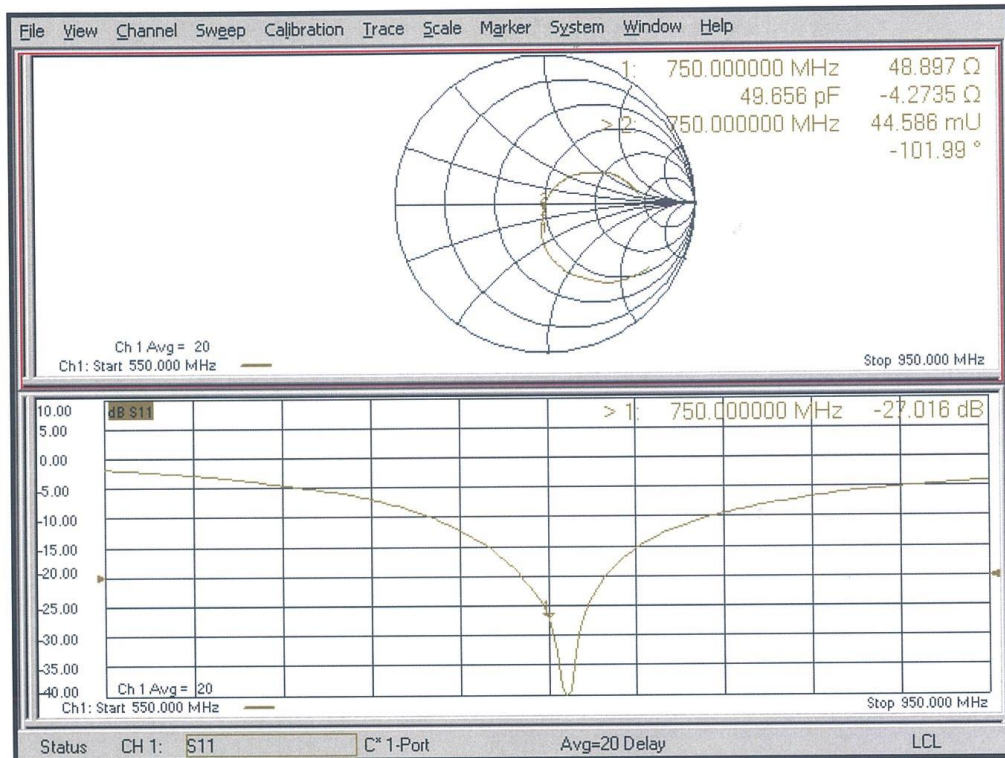 File View Channel Sweep Calibration Trace Scale Marker System Window Help
1: 750.000000 MHz 48.897 Ω
49.656 pF -4.2735 Ω
> 2: 750.000000 MHz 44.586 mU
-101.99 °
Ch 1 Avg = 20
Ch1: Start 550.000 MHz
Stop 950.000 MHz
10.00
dB S11
> 1: 750.000000 MHz -27.016 dB
5.00
0.00
-5.00
-10.00
-15.00
-20.00
-25.00
-30.00
-35.00
-40.00
Ch 1 Avg = 20
Ch1: Start 550.000 MHz
Stop 950.000 MHz
Status CH 1: S11 C* 1-Port Avg=20 Delay LCL